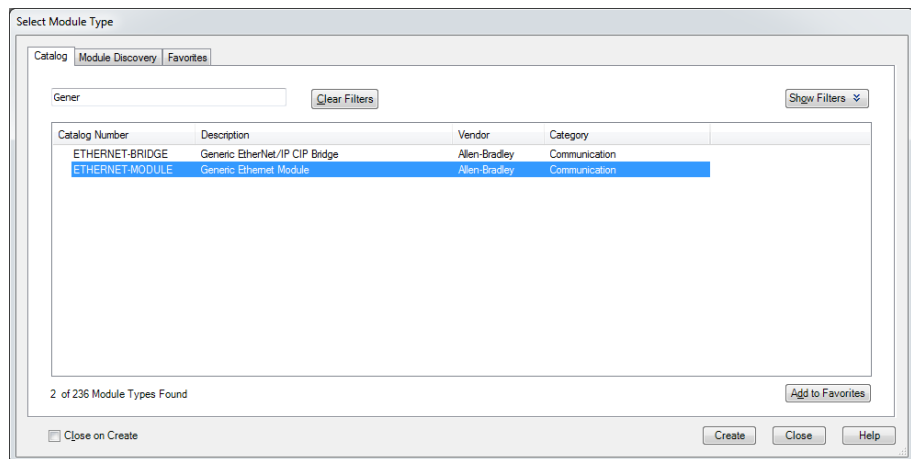 Select Module Type
Catalog Module Discovery Favorites
Gener Clear Filters Show Filters
Catalog Number Description Vendor Category
ETHERNET-BRIDGE Generic EtherNet/IP CIP Bridge Allen-Bradley Communication
ETHERNET-MODULE Generic Ethernet Module Allen-Bradley Communication
2 of 236 Module Types Found Add to Favorites
Close on Create Create Close Help